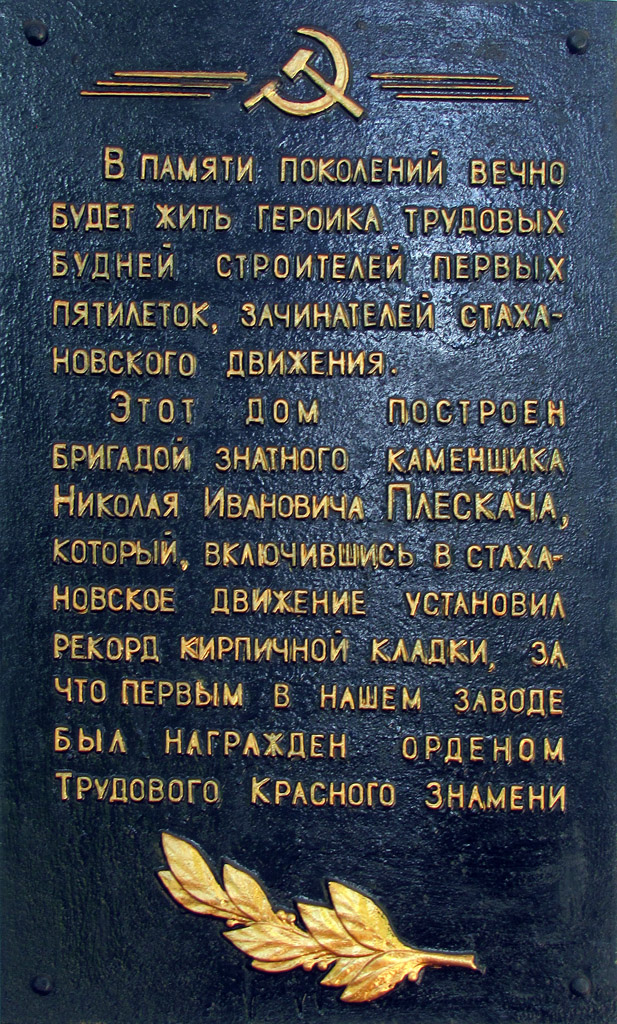 В ПАМЯТИ ПОКОЛЕНИЙ ВЕЧНО
БУДЕТ ЖИТЬ ГЕРОИКА ТРУДОВЫХ
БУДНЕЙ СТРОИТЕЛЕЙ ПЕРВЫХ
ПЯТИЛЕТОК, ЗАЧИНАТЕЛЕЙ СТАХА-
НОВСКОГО ДВИЖЕНИЯ.
ЭТОТ ДОМ ПОСТРОЕН
БРИГАДОЙ ЗНАТНОГО КАМЕНЩИКА
НИКОЛАЯ ИВАНОВИЧА ПЛЕСКАЧА,
КОТОРЫЙ, ВКЛЮЧИВШИСЬ В СТАХА-
НОВСКОЕ ДВИЖЕНИЕ УСТАНОВИЛ
РЕКОРД КИРПИЧНОЙ КЛАДКИ, ЗА
ЧТО ПЕРВЫМ В НАШЕМ ЗАВОДЕ
БЫЛ НАГРАЖДЕН ОРДЕНОМ
ТРУДОВОГО КРАСНОГО ЗНАМЕНИ